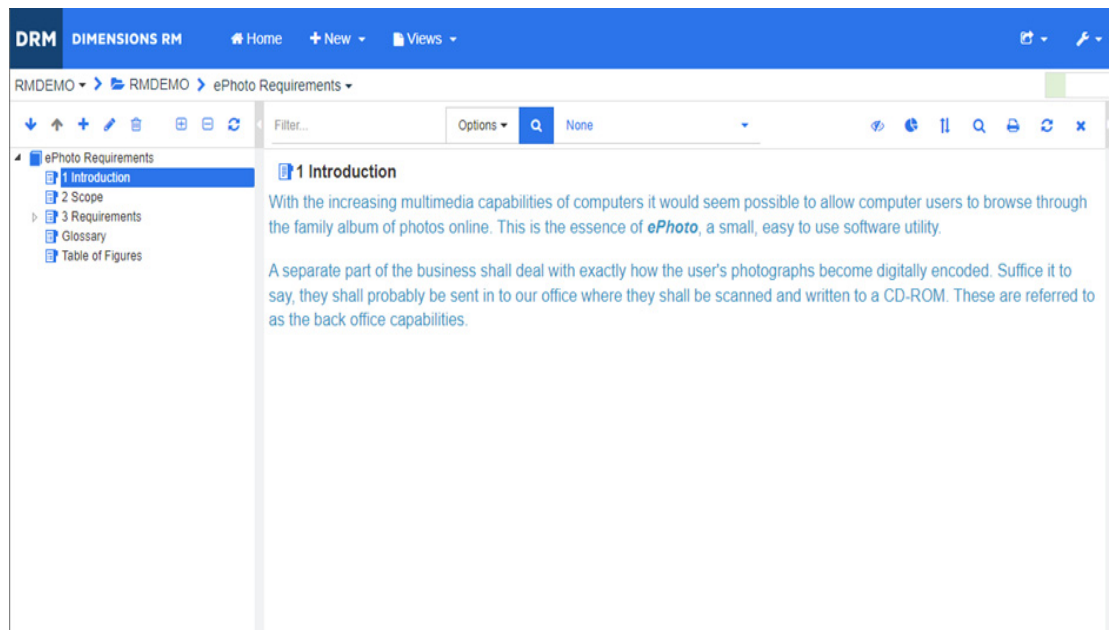 DRM DIMENSIONS RM Home New Views
RMDEMO RMDEMO ePhoto Requirements
Filter... Options None
ePhoto Requirements
1 Introduction
2 Scope
3 Requirements
Glossary
Table of Figures
1 Introduction
With the increasing multimedia capabilities of computers it would seem possible to allow computer users to browse through
the family album of photos online. This is the essence of ePhoto, a small, easy to use software utility.
A separate part of the business shall deal with exactly how the user's photographs become digitally encoded. Suffice it to
say, they shall probably be sent in to our office where they shall be scanned and written to a CD-ROM. These are referred to
as the back office capabilities.